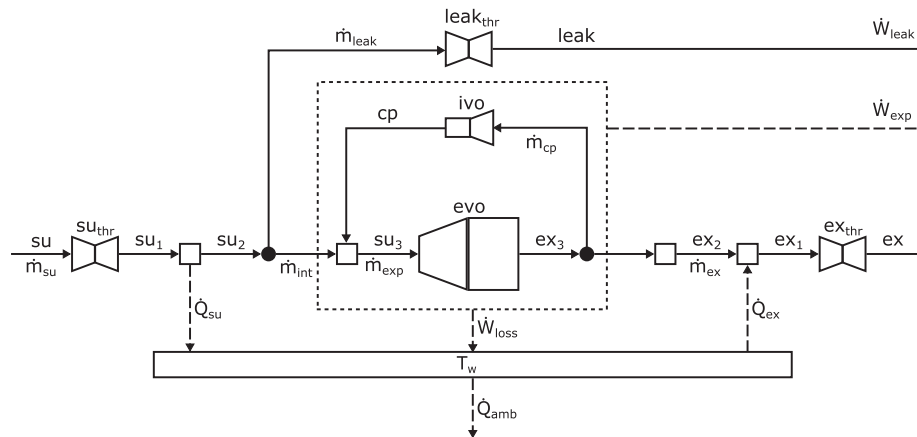 leak_thr
ṁ_leak
leak
Ẇ_leak
cp
ivo
ṁ_cp
Ẇ_exp
su
ṁ_su
su_thr
su_1
su_2
ṁ_int
su_3
ṁ_exp
evo
ex_3
ex_2
ṁ_ex
ex_1
ex_thr
ex
Q̇_su
Ẇ_loss
Q̇_ex
T_w
Q̇_amb